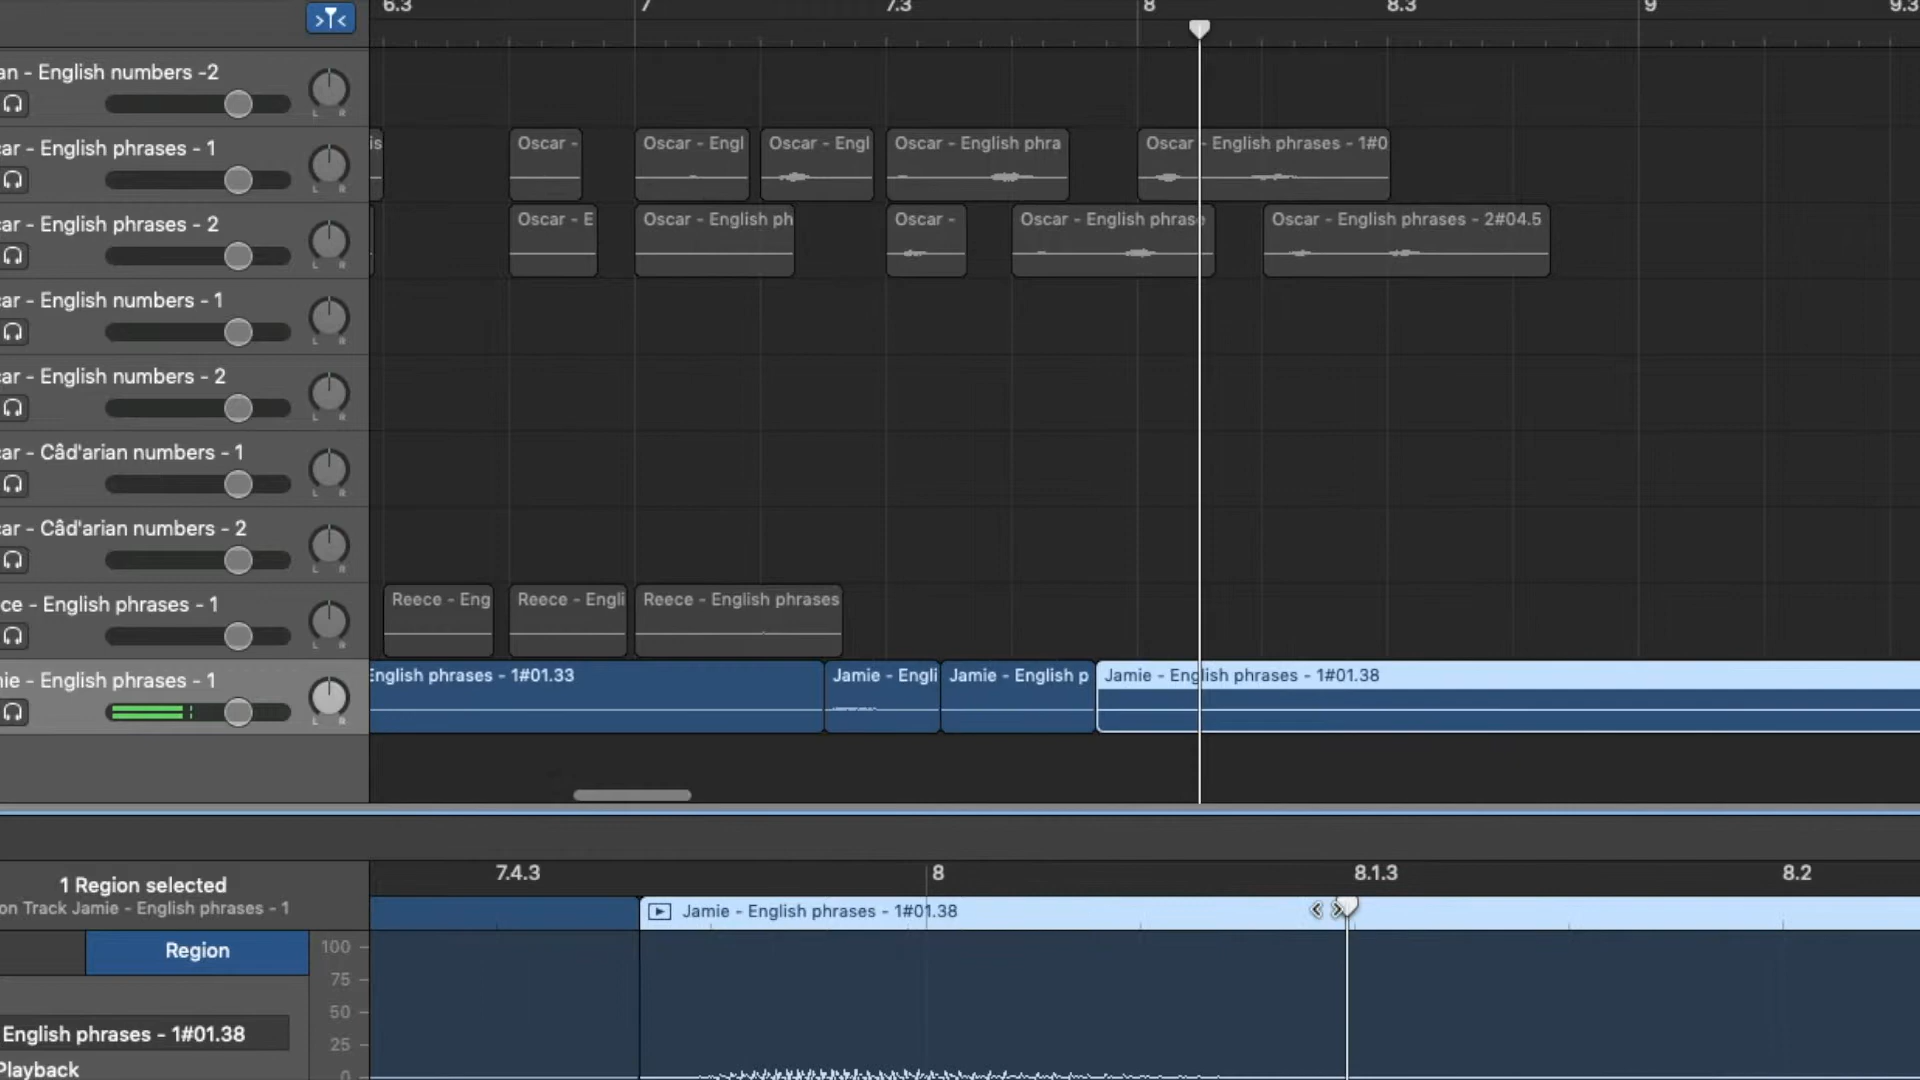 6.3 7 7.3 8 8.3 9 9.3
an - English numbers -2
L R
ar - English phrases - 1
L R
is Oscar - Oscar - Engl Oscar - Engl Oscar - English phra Oscar - English phrases - 1#0
ar - English phrases - 2
L R
Oscar - E Oscar - English ph Oscar - Oscar - English phrase Oscar - English phrases - 2#04.5
ar - English numbers - 1
L R
ar - English numbers - 2
L R
ar - Câd'arian numbers - 1
L R
ar - Câd'arian numbers - 2
L R
ce - English phrases - 1
L R
Reece - Eng Reece - Engli Reece - English phrases
ie - English phrases - 1
L R
English phrases - 1#01.33 Jamie - Engli Jamie - English p Jamie - English phrases - 1#01.38
7.4.3 8 8.1.3 8.2
1 Region selected
on Track Jamie - English phrases - 1
Jamie - English phrases - 1#01.38
Region
100
75
50
25
0
English phrases - 1#01.38
Playback